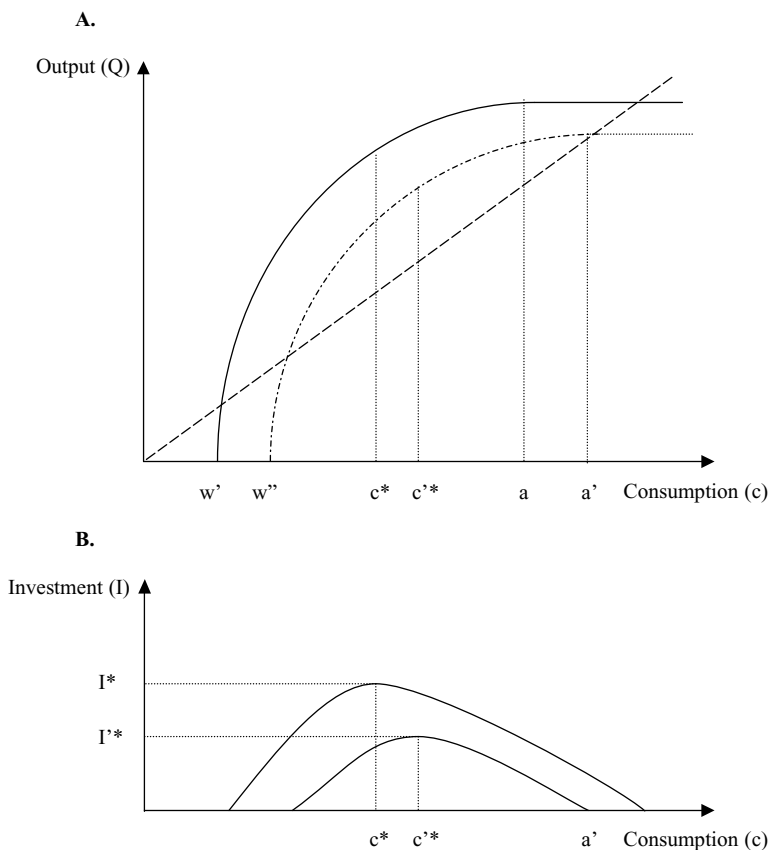 A.
Output (Q)
w’ w” c* c’* a a’ Consumption (c)
B.
Investment (I)
I*
I’*
c* c’* a’ Consumption (c)